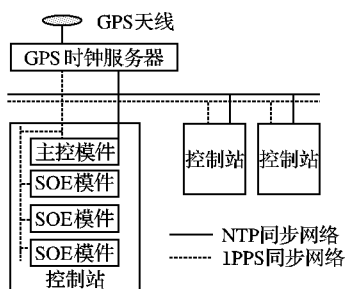 GPS天线
GPS时钟服务器
主控模件
SOE模件
SOE模件
SOE模件
控制站
控制站
控制站
NTP同步网络
1PPS同步网络